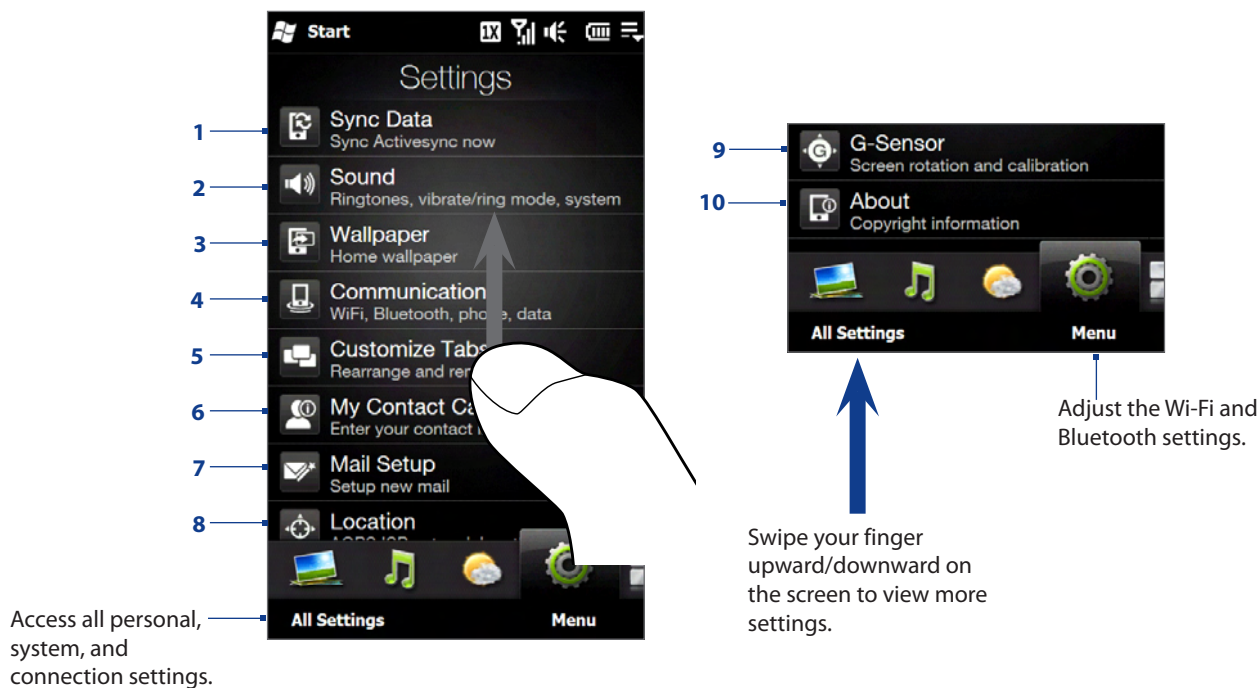 Start
1X
Settings
1
Sync Data
Sync Activesync now
2
Sound
Ringtones, vibrate/ring mode, system
3
Wallpaper
Home wallpaper
4
Communication
WiFi, Bluetooth, phone, data
5
Customize Tabs
Rearrange and
6
My Contact
Enter your contact
7
Mail Setup
Setup new mail
8
Location
All Settings
Menu
Access all personal,
system, and
connection settings.
9
G-Sensor
Screen rotation and calibration
10
About
Copyright information
All Settings
Menu
Swipe your finger
upward/downward on
the screen to view more
settings.
Adjust the Wi-Fi and
Bluetooth settings.